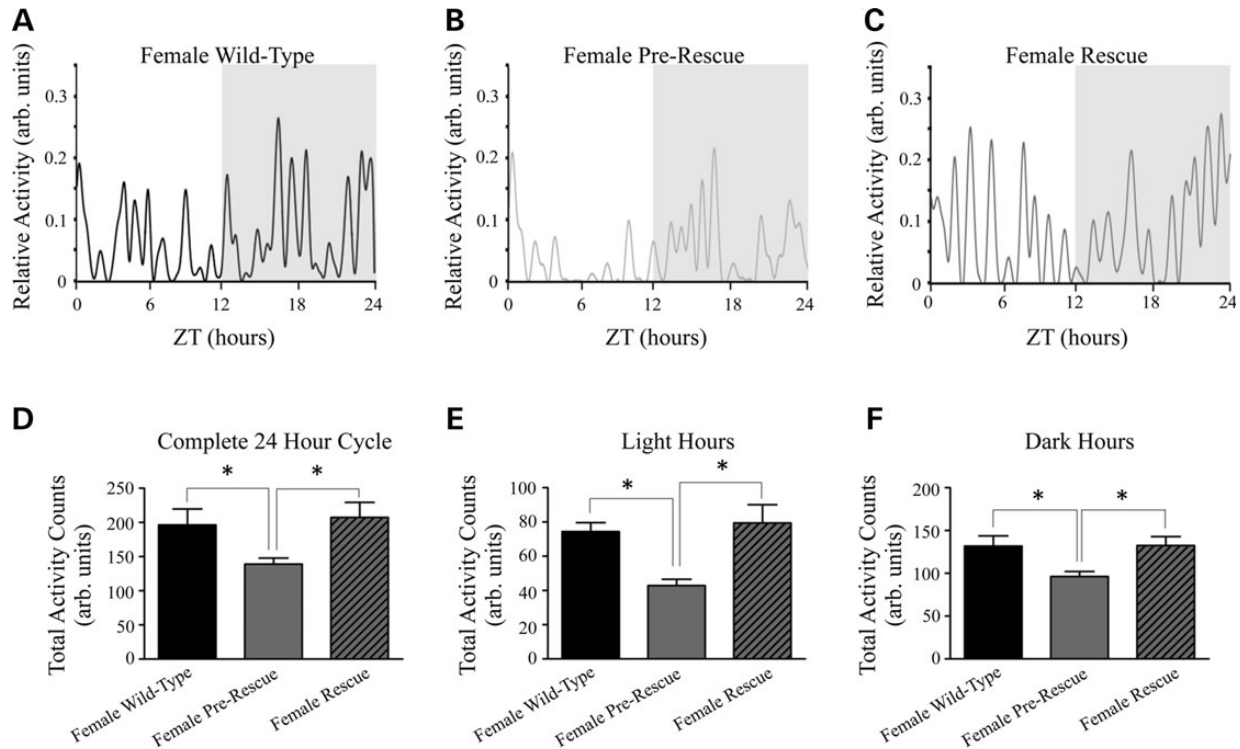 A
Female Wild-Type
Relative Activity (arb. units)
0.3
0.2
0.1
0
0 6 12 18 24
ZT (hours)
B
Female Pre-Rescue
Relative Activity (arb. units)
0.3
0.2
0.1
0
0 6 12 18 24
ZT (hours)
C
Female Rescue
Relative Activity (arb. units)
0.3
0.2
0.1
0
0 6 12 18 24
ZT (hours)
D
Complete 24 Hour Cycle
Total Activity Counts
(arb. units)
250
200
150
100
50
0
* *
Female Wild-Type
Female Pre-Rescue
Female Rescue
E
Light Hours
Total Activity Counts
(arb. units)
100
80
60
40
20
0
* *
Female Wild-Type
Female Pre-Rescue
Female Rescue
F
Dark Hours
Total Activity Counts
(arb. units)
200
150
100
50
0
* *
Female Wild-Type
Female Pre-Rescue
Female Rescue